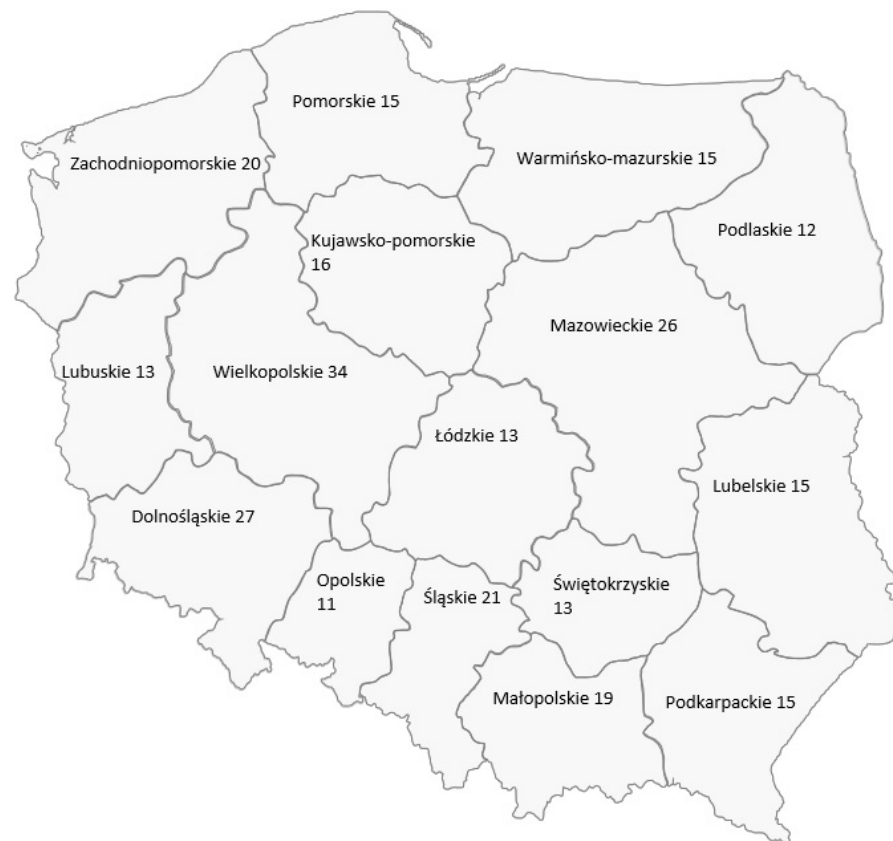 Pomorskie 15
Warmińsko-mazurskie 15
Zachodniopomorskie 20
Podlaskie 12
Kujawsko-pomorskie
16
Mazowieckie 26
Lubuskie 13
Wielkopolskie 34
Łódzkie 13
Lubelskie 15
Dolnośląskie 27
Opolskie
11
Śląskie 21
Świętokrzyskie
13
Małopolskie 19
Podkarpackie 15